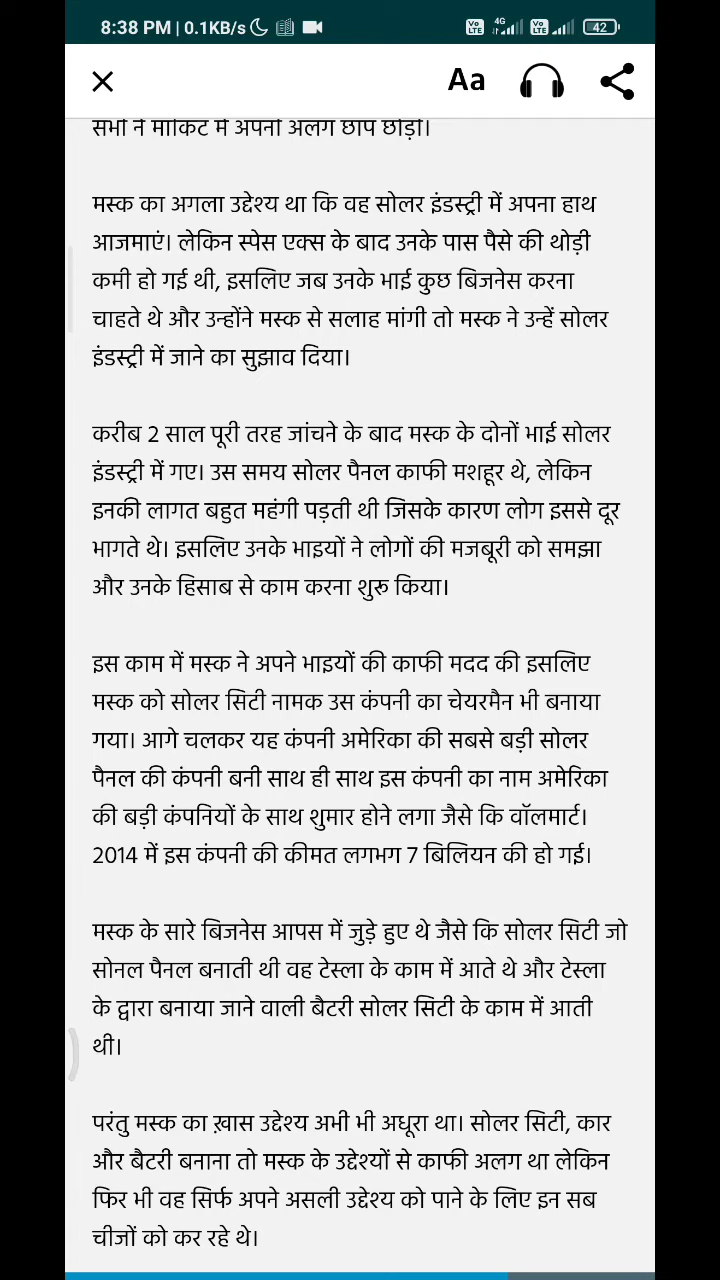 8:38 PM | 0.1KB/s
4G
42
Aa
सभी ने मार्किट में अपनी अलग छाप छोड़ी।
मस्क का अगला उद्देश्य था कि वह सोलर इंडस्ट्री में अपना हाथ
आजमाएं। लेकिन स्पेस एक्स के बाद उनके पास पैसे की थोड़ी
कमी हो गई थी, इसलिए जब उनके भाई कुछ बिजनेस करना
चाहते थे और उन्होंने मस्क से सलाह मांगी तो मस्क ने उन्हें सोलर
इंडस्ट्री में जाने का सुझाव दिया।
करीब 2 साल पूरी तरह जांचने के बाद मस्क के दोनों भाई सोलर
इंडस्ट्री में गए। उस समय सोलर पैनल काफी मशहूर थे, लेकिन
इनकी लागत बहुत महंगी पड़ती थी जिसके कारण लोग इससे दूर
भागते थे। इसलिए उनके भाइयों ने लोगों की मजबूरी को समझा
और उनके हिसाब से काम करना शुरू किया।
इस काम में मस्क ने अपने भाइयों की काफी मदद की इसलिए
मस्क को सोलर सिटी नामक उस कंपनी का चेयरमैन भी बनाया
गया। आगे चलकर यह कंपनी अमेरिका की सबसे बड़ी सोलर
पैनल की कंपनी बनी साथ ही साथ इस कंपनी का नाम अमेरिका
की बड़ी कंपनियों के साथ शुमार होने लगा जैसे कि वॉलमार्ट।
2014 में इस कंपनी की कीमत लगभग 7 बिलियन की हो गई।
मस्क के सारे बिजनेस आपस में जुड़े हुए थे जैसे कि सोलर सिटी जो
सोनल पैनल बनाती थी वह टेस्ला के काम में आते थे और टेस्ला
के द्वारा बनाया जाने वाली बैटरी सोलर सिटी के काम में आती
थी।
परंतु मस्क का ख़ास उद्देश्य अभी भी अधूरा था। सोलर सिटी, कार
और बैटरी बनाना तो मस्क के उद्देश्यों से काफी अलग था लेकिन
फिर भी वह सिर्फ अपने असली उद्देश्य को पाने के लिए इन सब
चीजों को कर रहे थे।